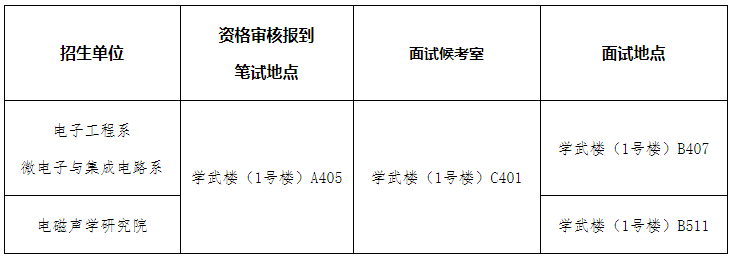 招生单位
资格审核报到
笔试地点
面试候考室
面试地点
电子工程系
微电子与集成电路系
学武楼（1号楼）A405
学武楼（1号楼）C401
学武楼（1号楼）B407
电磁声学研究院
学武楼（1号楼）B511